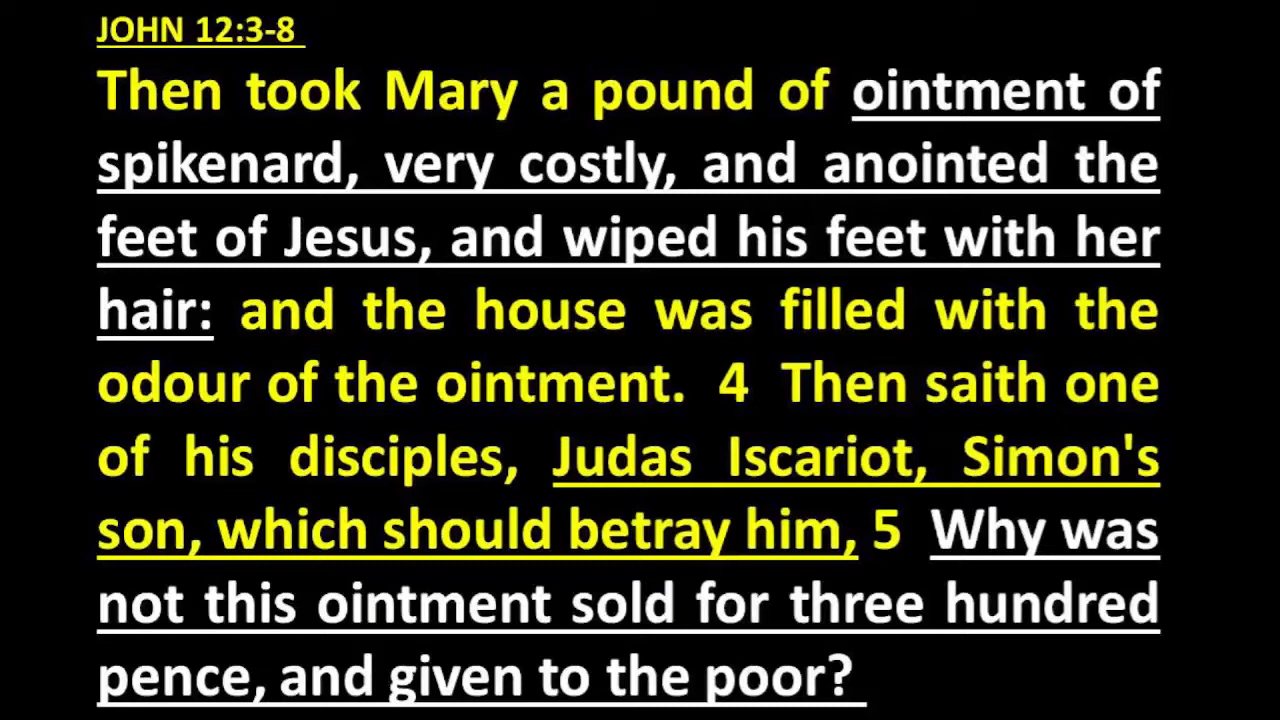 JOHN 12:3-8
Then took Mary a pound of ointment of
spikenard, very costly, and anointed the
feet of Jesus, and wiped his feet with her
hair: and the house was filled with the
odour of the ointment. 4 Then saith one
of his disciples, Judas Iscariot, Simon's
son, which should betray him, 5 Why was
not this ointment sold for three hundred
pence, and given to the poor?